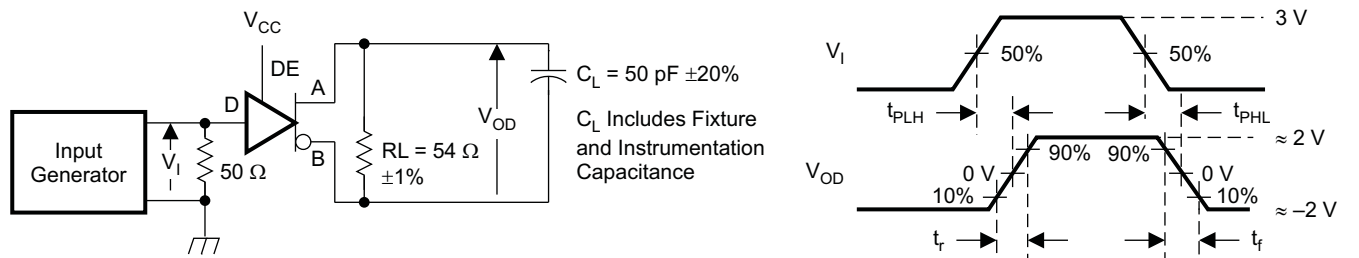 V_CC
DE
D
A
B
Input
Generator
V_I
50 Ω
RL = 54 Ω
±1%
V_OD
C_L = 50 pF ±20%
C_L Includes Fixture
and Instrumentation
Capacitance
V_I
50%
50%
3 V
t_PLH
t_PHL
V_OD
90%
90%
≈ 2 V
0 V
0 V
10%
10%
≈ –2 V
t_r
t_f